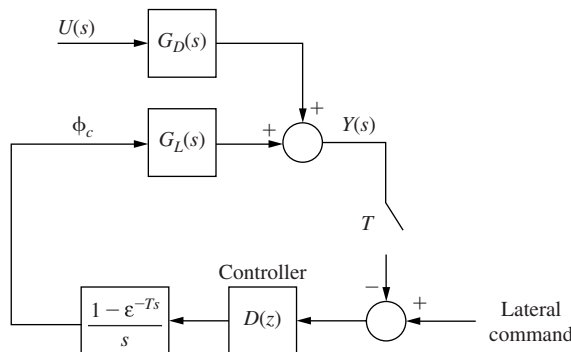 U(s)
G_D(s)
+
ϕ_c
G_L(s)
+
Y(s)
T
Controller
−
+
1 − ε^{−Ts}
s
D(z)
Lateral
command